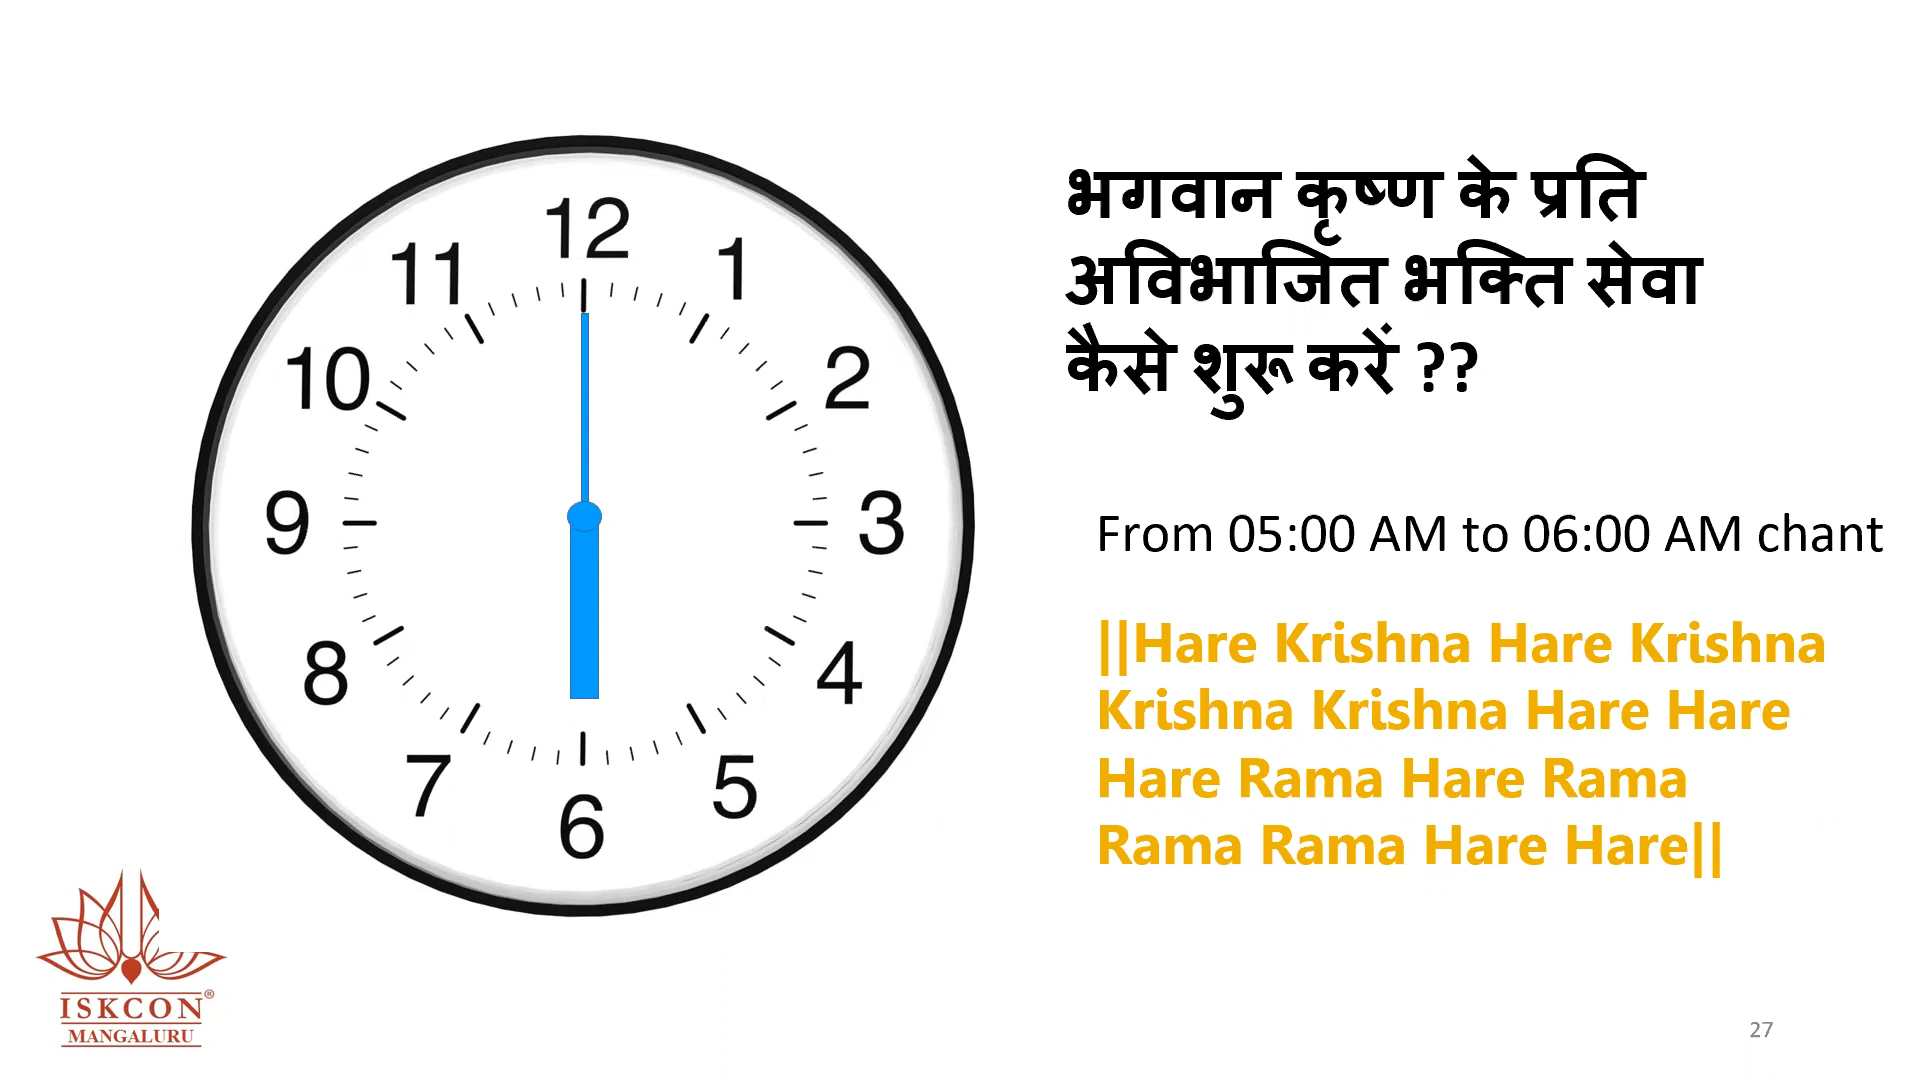 12
11
1
10
2
9
3
8
4
7
5
6
भगवान कृष्ण के प्रति
अविभाजित भक्ति सेवा
कैसे शुरू करें ??
From 05:00 AM to 06:00 AM chant
||Hare Krishna Hare Krishna
Krishna Krishna Hare Hare
Hare Rama Hare Rama
Rama Rama Hare Hare||
ISKCON®
MANGALURU
27